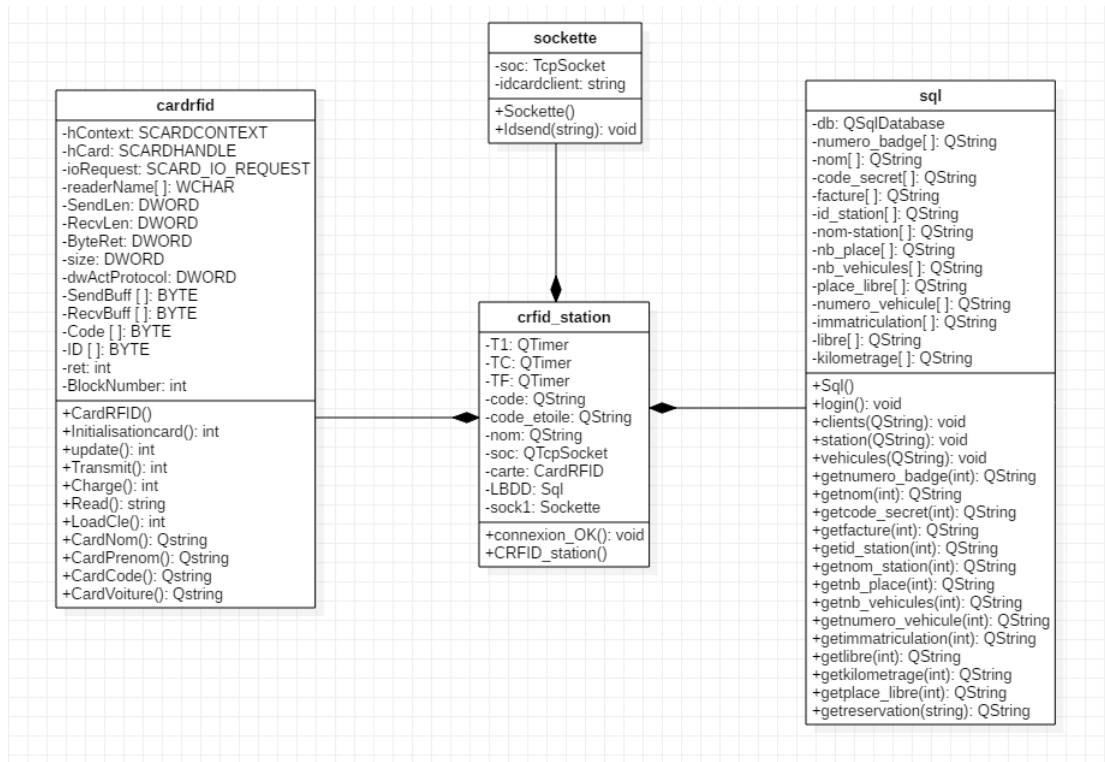 sockette
-soc: TcpSocket
-idcardclient: string
+Sockette()
+Idsend(string): void
cardrfid
-hContext: SCARDCONTEXT
-hCard: SCARDHANDLE
-ioRequest: SCARD_IO_REQUEST
-readerName[ ]: WCHAR
-SendLen: DWORD
-RecvLen: DWORD
-ByteRet: DWORD
-size: DWORD
-dwActProtocol: DWORD
-SendBuff [ ]: BYTE
-RecvBuff [ ]: BYTE
-Code [ ]: BYTE
-ID [ ]: BYTE
-ret: int
-BlockNumber: int
+CardRFID()
+Initialisationcard(): int
+update(): int
+Transmit(): int
+Charge(): int
+Read(): string
+LoadCle(): int
+CardNom(): Qstring
+CardPrenom(): Qstring
+CardCode(): Qstring
+CardVoiture(): Qstring
crfid_station
-T1: QTimer
-TC: QTimer
-TF: QTimer
-code: QString
-code_etoile: QString
-nom: QString
-soc: QTcpSocket
-carte: CardRFID
-LBDD: Sql
-sock1: Sockette
+connexion_OK(): void
+CRFID_station()
sql
-db: QSqlDatabase
-numero_badge[ ]: QString
-nom[ ]: QString
-code_secret[ ]: QString
-facture[ ]: QString
-id_station[ ]: QString
-nom-station[ ]: QString
-nb_place[ ]: QString
-nb_vehicules[ ]: QString
-place_libre[ ]: QString
-numero_vehicule[ ]: QString
-immatriculation[ ]: QString
-libre[ ]: QString
-kilometrage[ ]: QString
+Sql()
+login(): void
+clients(QString): void
+station(QString): void
+vehicules(QString): void
+getnumero_badge(int): QString
+getnom(int): QString
+getcode_secret(int): QString
+getfacture(int): QString
+getid_station(int): QString
+getnom_station(int): QString
+getnb_place(int): QString
+getnb_vehicules(int): QString
+getnumero_vehicule(int): QString
+getimmatriculation(int): QString
+getlibre(int): QString
+getkilometrage(int): QString
+getplace_libre(int): QString
+getreservation(string): QString